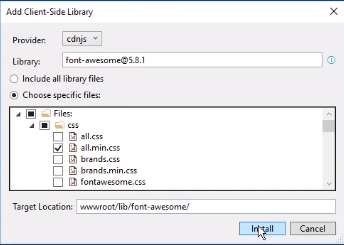 Add Client-Side Library
Provider: cdnjs
Library: font-awesome@5.8.1
Include all library files
Choose specific files:
Files:
css
all.css
all.min.css
brands.css
brands.min.css
fontawesome.css
Target Location: wwwroot/lib/font-awesome/
Install Cancel